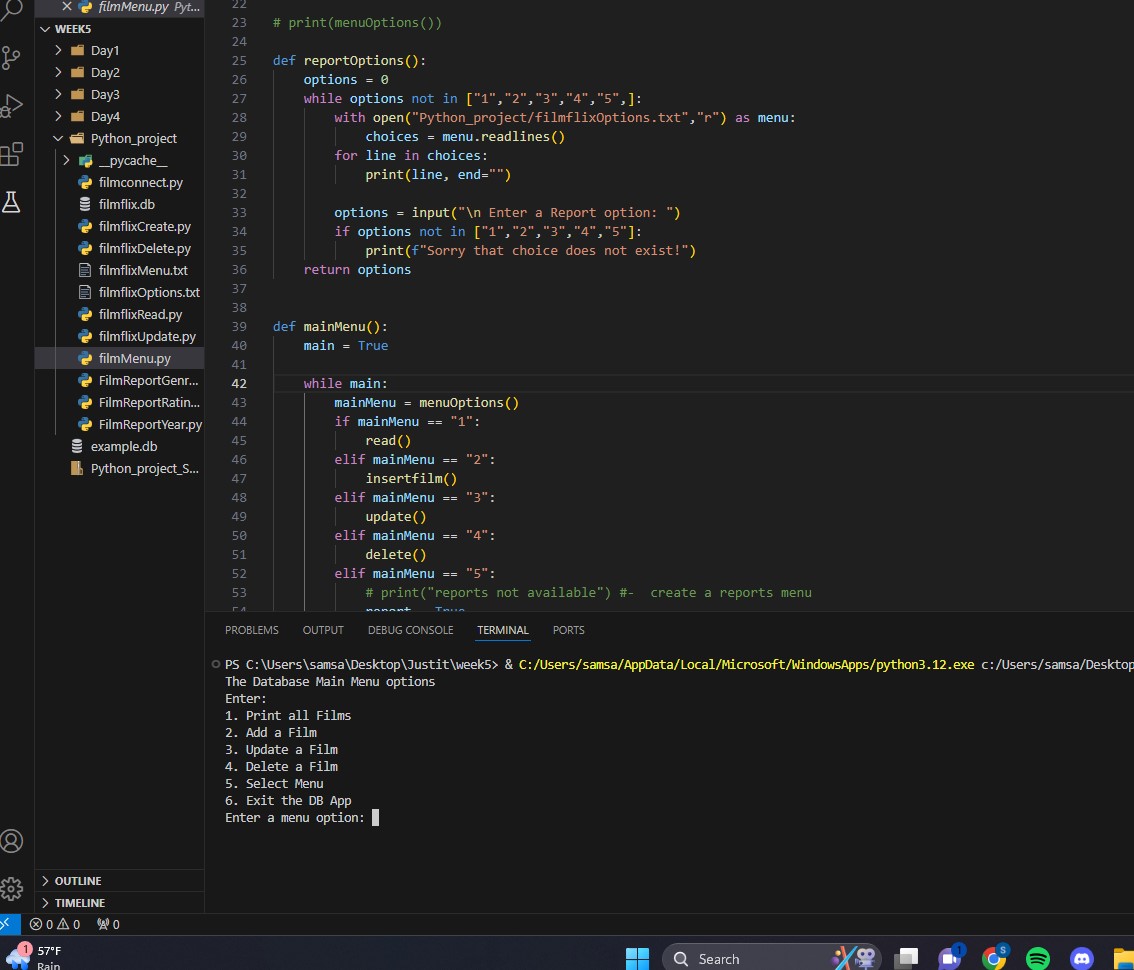 filmMenu.py Pyt...
WEEK5
Day1
Day2
Day3
Day4
Python_project
__pycache__
filmconnect.py
filmflix.db
filmflixCreate.py
filmflixDelete.py
filmflixMenu.txt
filmflixOptions.txt
filmflixRead.py
filmflixUpdate.py
filmMenu.py
FilmReportGenr...
FilmReportRatin...
FilmReportYear.py
example.db
Python_project_S...
OUTLINE
TIMELINE
22
23 # print(menuOptions())
24
25 def reportOptions():
26 options = 0
27 while options not in ["1","2","3","4","5",]:
28 with open("Python_project/filmflixOptions.txt","r") as menu:
29 choices = menu.readlines()
30 for line in choices:
31 print(line, end="")
32
33 options = input("\n Enter a Report option: ")
34 if options not in ["1","2","3","4","5"]:
35 print(f"Sorry that choice does not exist!")
36 return options
37
38
39 def mainMenu():
40 main = True
41
42 while main:
43 mainMenu = menuOptions()
44 if mainMenu == "1":
45 read()
46 elif mainMenu == "2":
47 insertfilm()
48 elif mainMenu == "3":
49 update()
50 elif mainMenu == "4":
51 delete()
52 elif mainMenu == "5":
53 # print("reports not available") #- create a reports menu
54 report = True
PROBLEMS OUTPUT DEBUG CONSOLE TERMINAL PORTS
PS C:\Users\samsa\Desktop\Justit\week5> & C:/Users/samsa/AppData/Local/Microsoft/WindowsApps/python3.12.exe c:/Users/samsa/Desktop
The Database Main Menu options
Enter:
1. Print all Films
2. Add a Film
3. Update a Film
4. Delete a Film
5. Select Menu
6. Exit the DB App
Enter a menu option:
0 0 0
1 57°F
Rain
Search
1
S